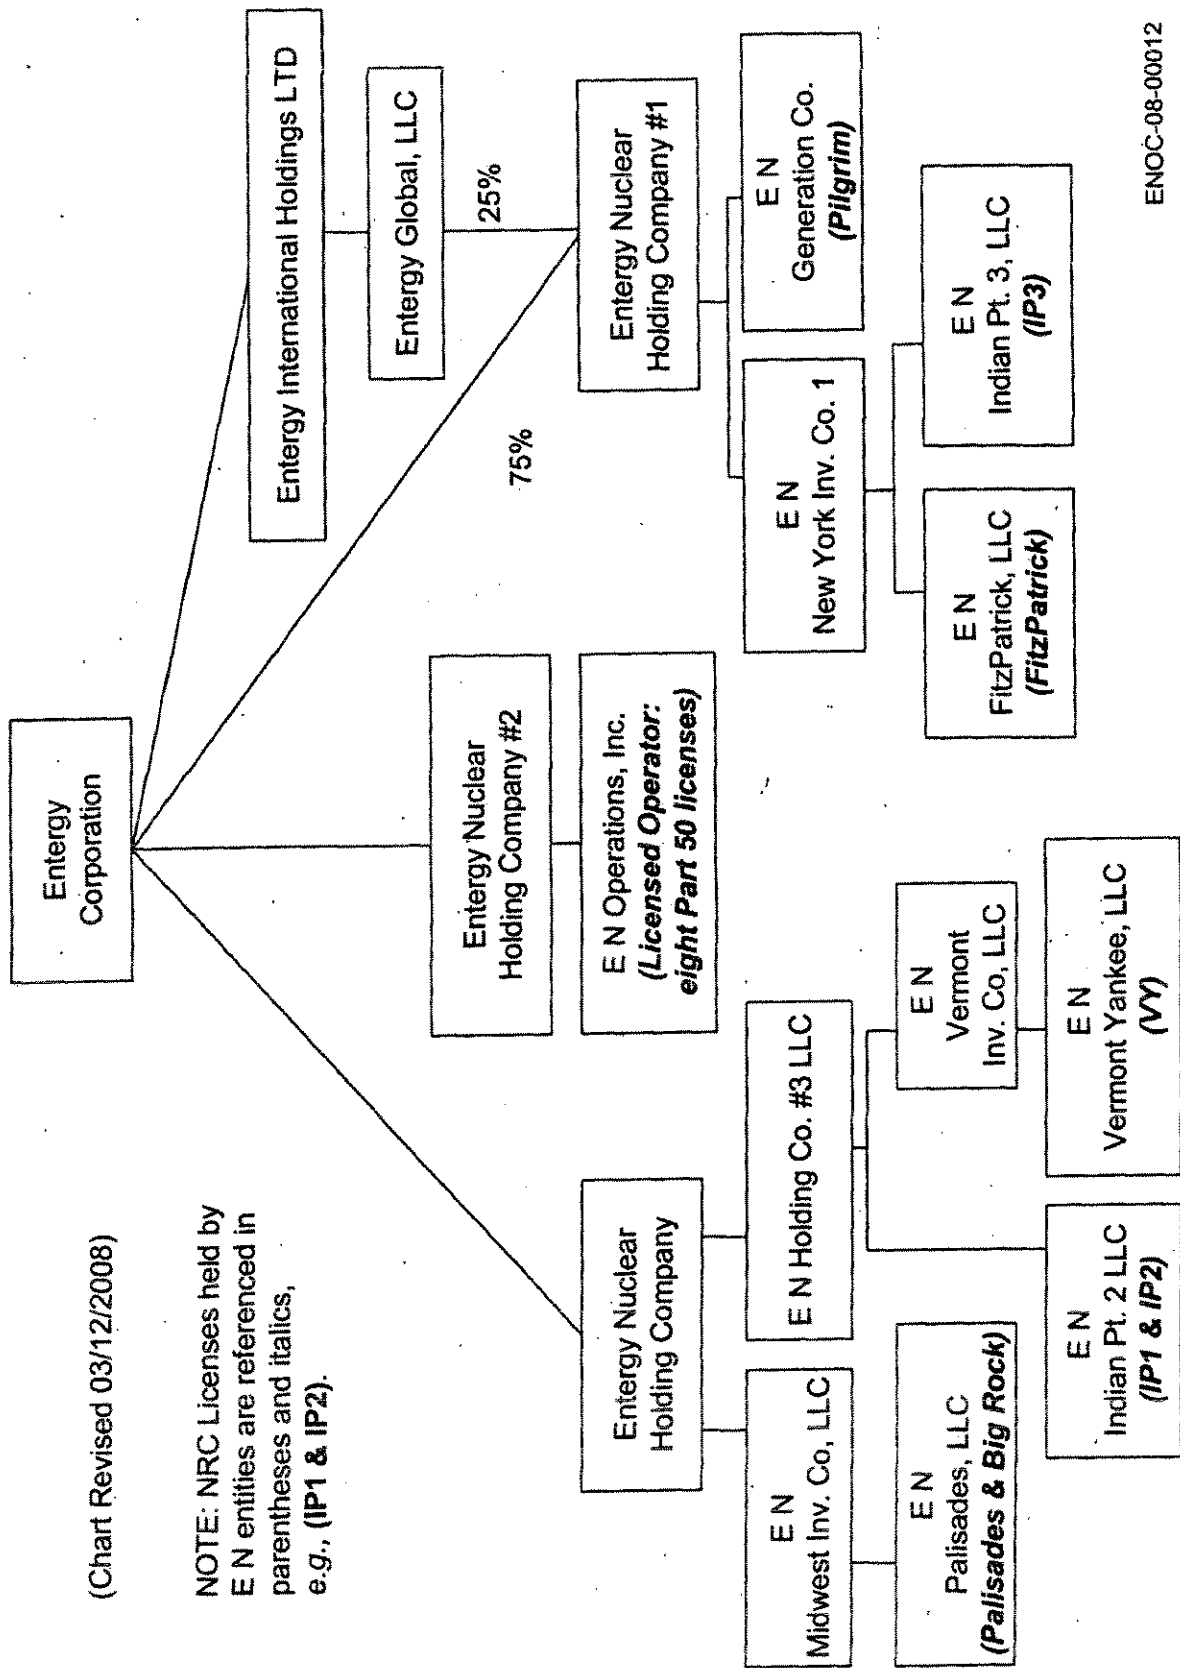 (Chart Revised 03/12/2008)
NOTE: NRC Licenses held by
E N entities are referenced in
parentheses and italics,
e.g., (IP1 & IP2).
Entergy
Corporation
Entergy International Holdings LTD
Entergy Global, LLC
25%
75%
Entergy Nuclear
Holding Company #2
E N Operations, Inc.
(Licensed Operator:
eight Part 50 licenses)
Entergy Nuclear
Holding Company
Entergy Nuclear
Holding Company #1
E N
Midwest Inv. Co, LLC
E N Holding Co. #3 LLC
E N
New York Inv. Co. 1
E N
Generation Co.
(Pilgrim)
E N
Palisades, LLC
(Palisades & Big Rock)
E N
Vermont
Inv. Co, LLC
E N
FitzPatrick, LLC
(FitzPatrick)
E N
Indian Pt. 3, LLC
(IP3)
E N
Indian Pt. 2 LLC
(IP1 & IP2)
E N
Vermont Yankee, LLC
(VY)
ENOC-08-00012